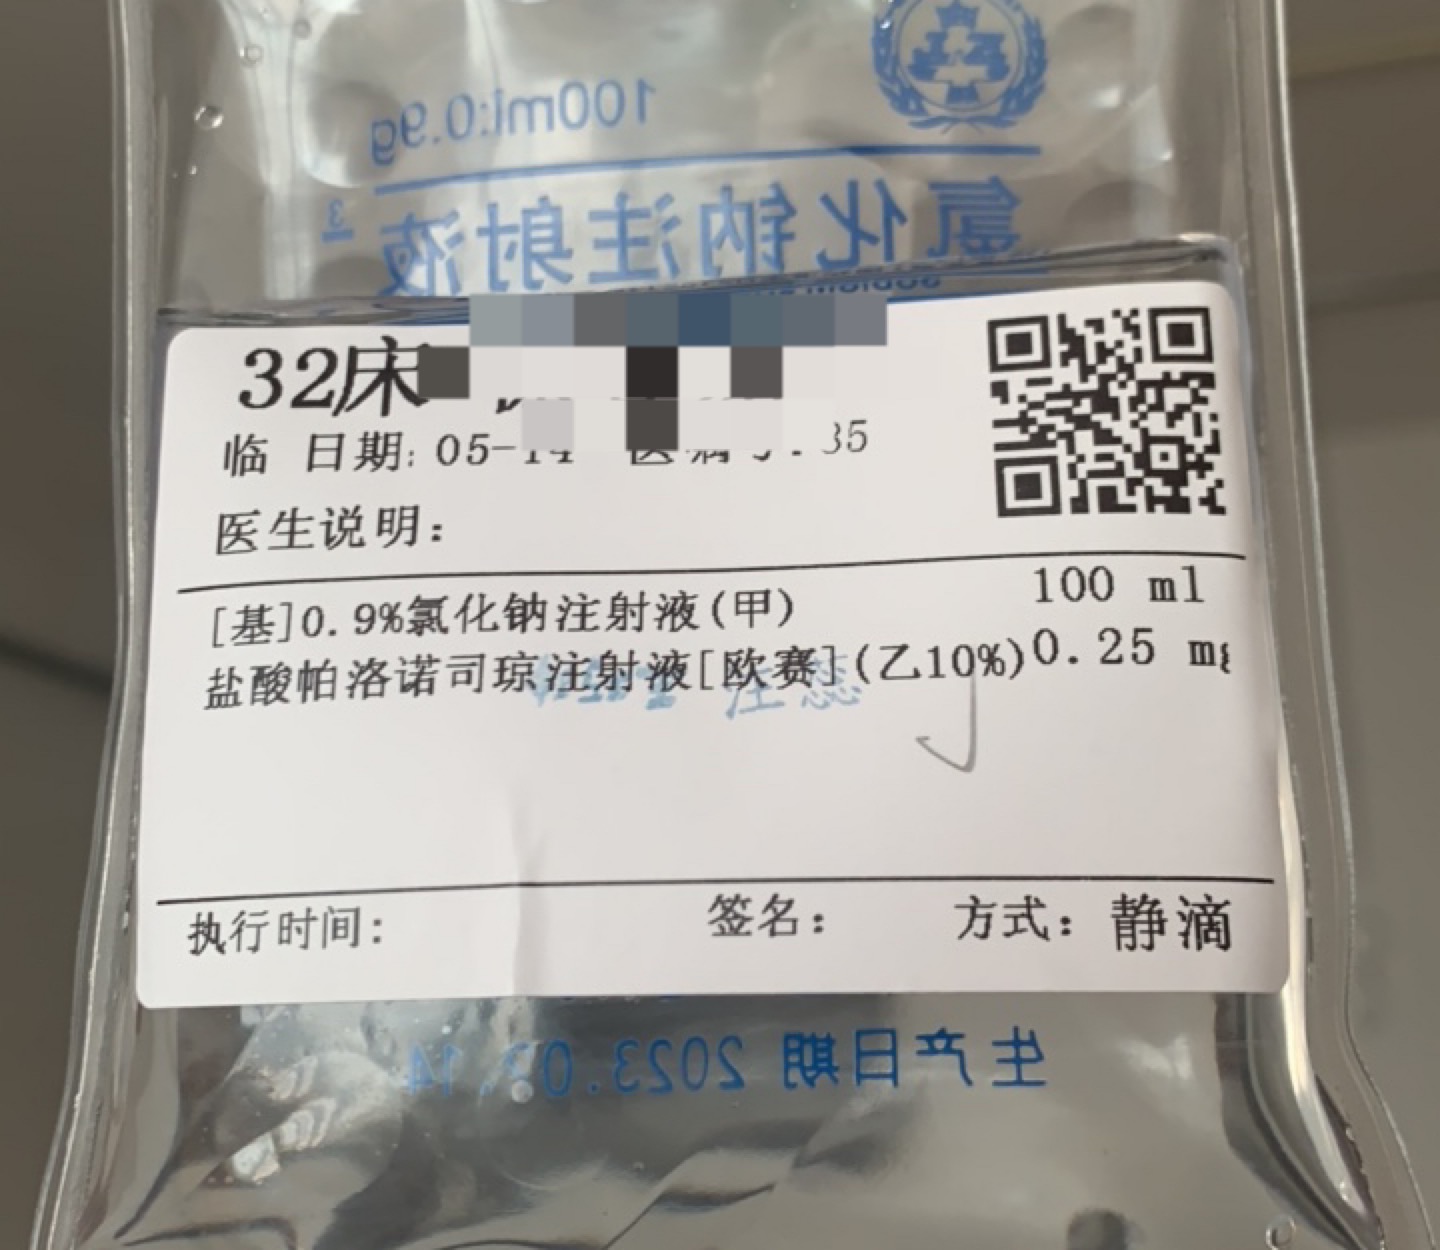 100ml:0.9g
氯化钠注射液
32床
临 日期: 05-14
35
医生说明:
[基]0.9%氯化钠注射液(甲) 100 ml
盐酸帕洛诺司琼注射液[欧赛](乙10%) 0.25 mg
执行时间: 签名: 方式: 静滴
生产日期 2023.0
14